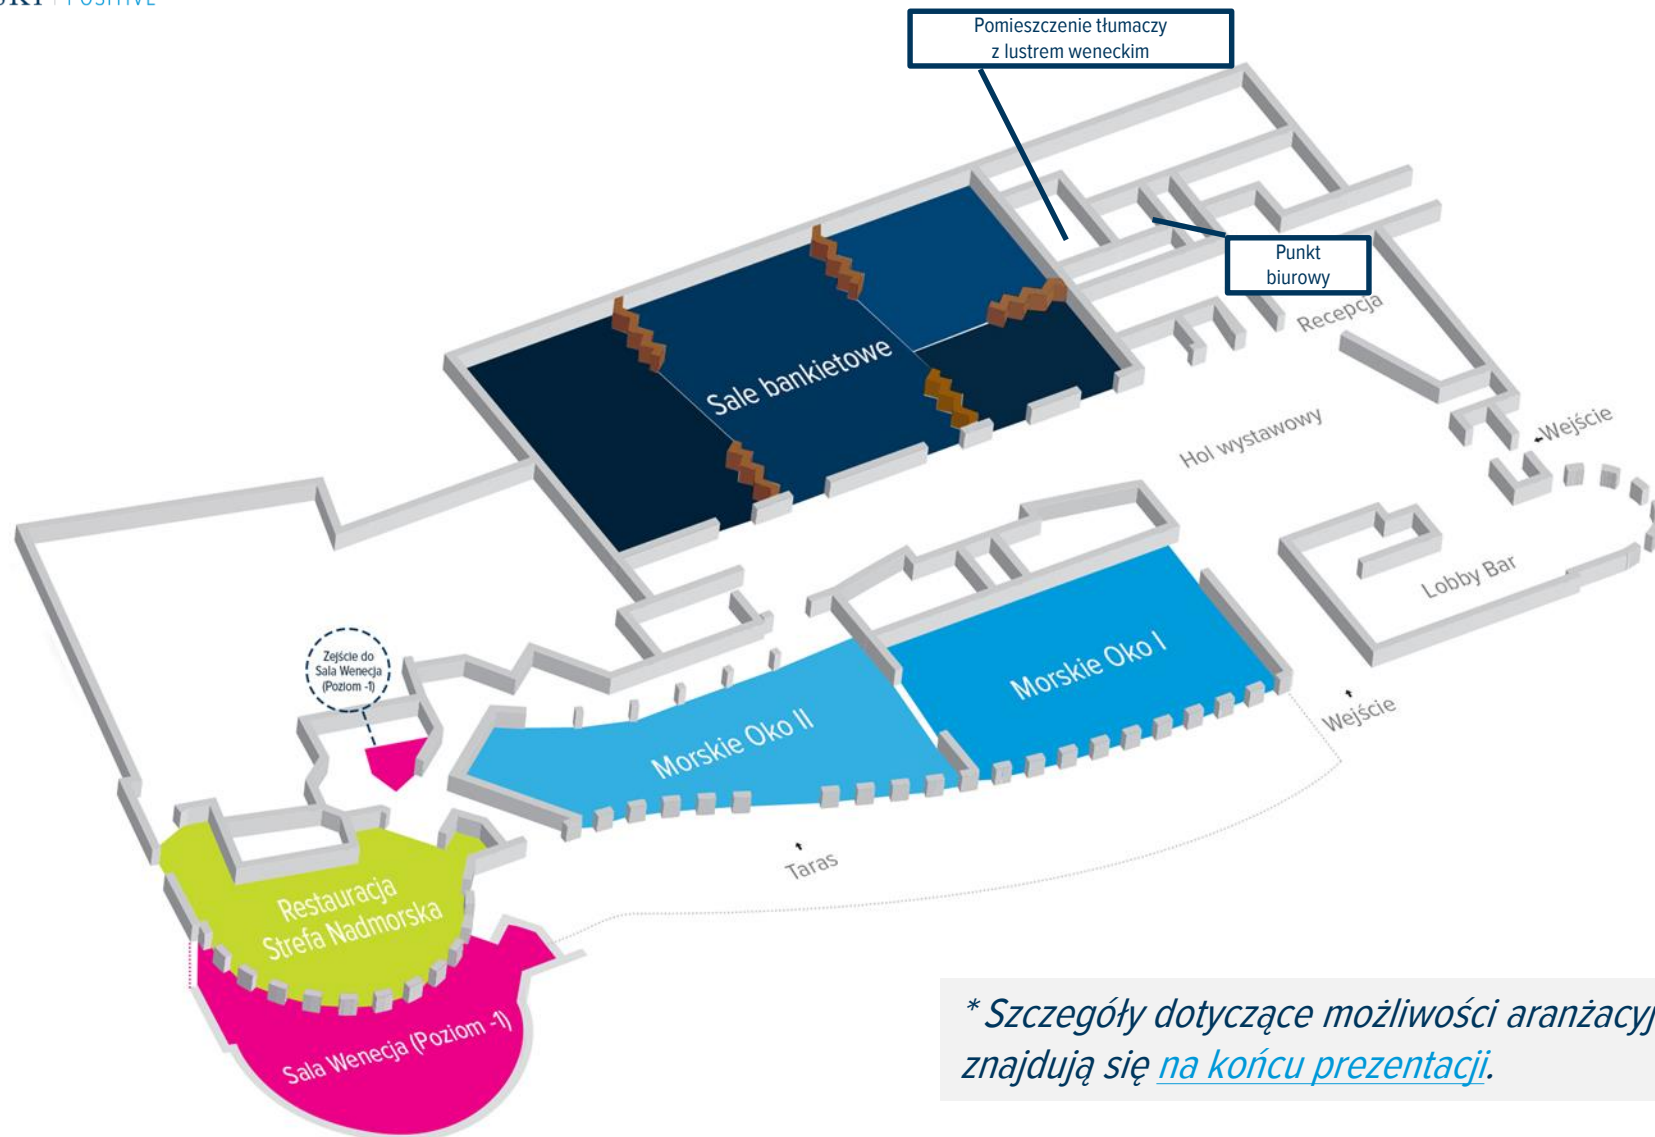 POSITIVE
Pomieszczenie tłumaczy
z lustrem weneckim
Punkt
biurowy
Recepcja
Sale bankietowe
Hol wystawowy
Wejście
Lobby Bar
Zejście do
Sala Wenecja
(Poziom -1)
Morskie Oko I
Morskie Oko II
Wejście
Taras
Restauracja
Strefa Nadmorska
Sala Wenecja (Poziom -1)
* Szczegóły dotyczące możliwości
znajdują się na końcu prezentacji.